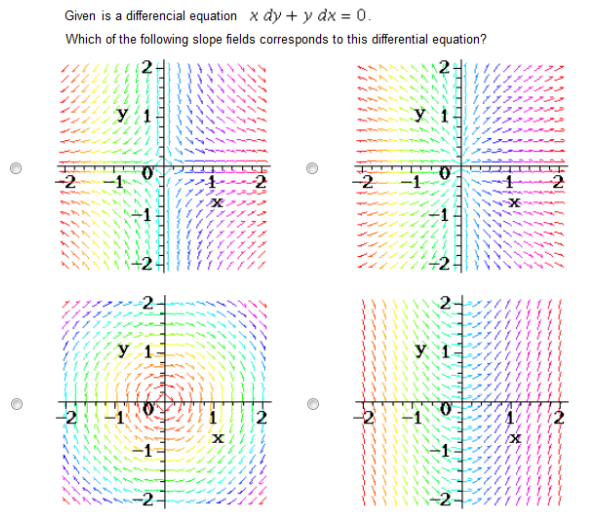 Given is a differencial equation x dy + y dx = 0.
Which of the following slope fields corresponds to this differential equation?
2 2
y 1 y 1
-2 -1 0 1 2 -2 -1 0 1 2
x x
-1 -1
-2 -2
2 2
y 1 y 1
-2 -1 0 1 2 -2 -1 0 1 2
x x
-1 -1
-2 -2